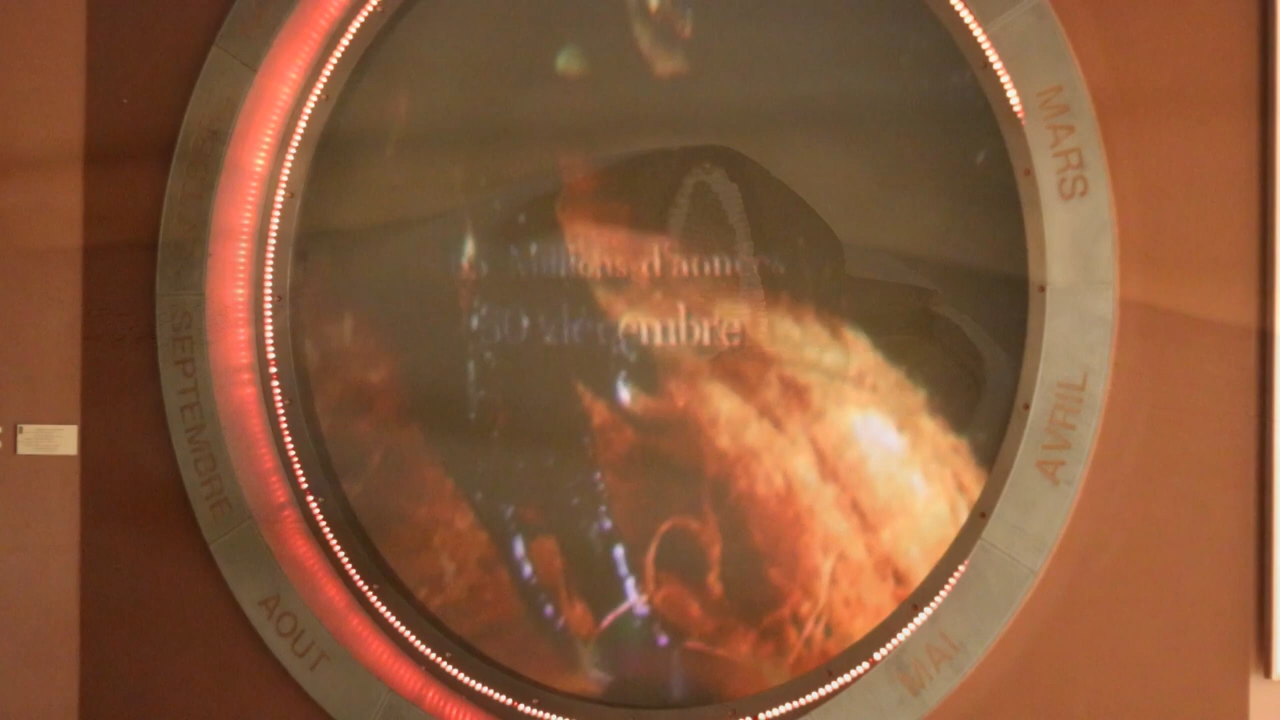 MARS
Millions d'années
30 décembre
SEPTEMBRE
AVRIL
AOUT
MAI